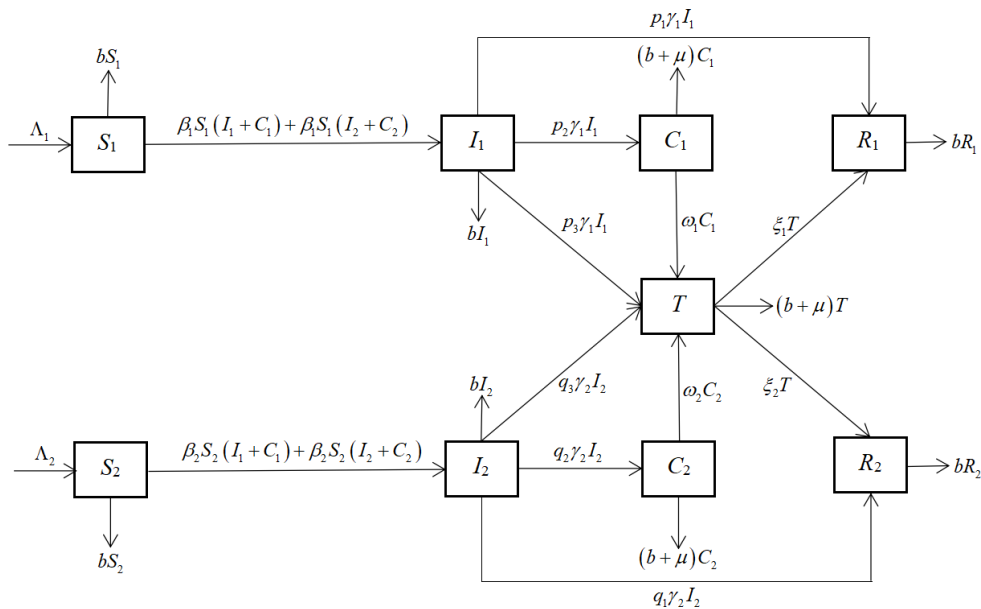 p₁γ₁I₁
bS₁
(b + μ)C₁
Λ₁
S₁
β₁S₁(I₁ + C₁) + β₁S₁(I₂ + C₂)
I₁
p₂γ₁I₁
C₁
R₁
bR₁
bI₁
p₃γ₁I₁
ω₁C₁
ξ₁T
T
(b + μ)T
bI₂
q₃γ₂I₂
ω₂C₂
ξ₂T
Λ₂
S₂
β₂S₂(I₁ + C₁) + β₂S₂(I₂ + C₂)
I₂
q₂γ₂I₂
C₂
R₂
bR₂
bS₂
(b + μ)C₂
q₁γ₂I₂